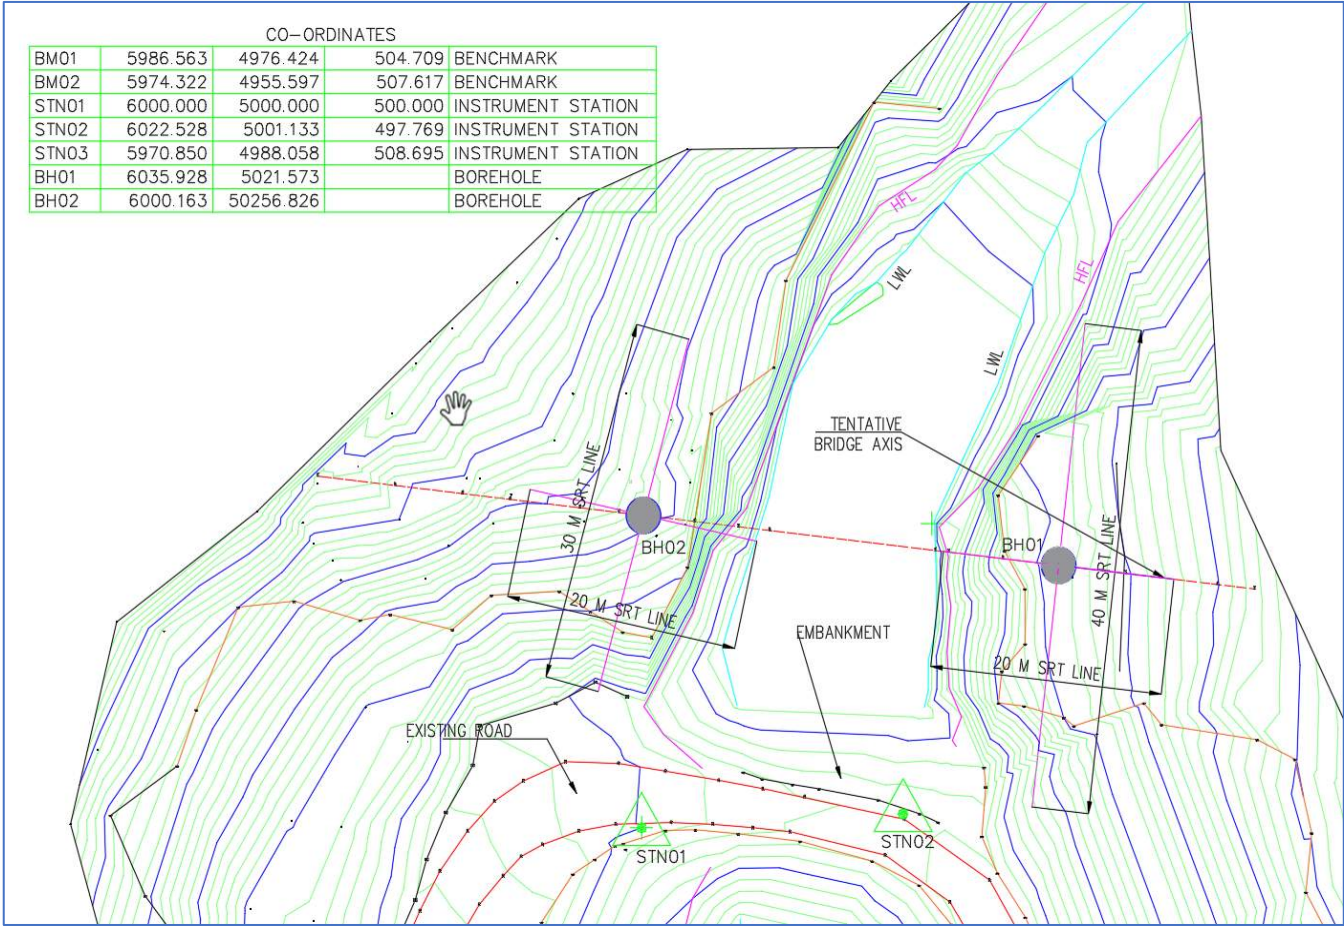 CO-ORDINATES
BM01 5986.563 4976.424 504.709 BENCHMARK
BM02 5974.322 4955.597 507.617 BENCHMARK
STN01 6000.000 5000.000 500.000 INSTRUMENT STATION
STN02 6022.528 5001.133 497.769 INSTRUMENT STATION
STN03 5970.850 4988.058 508.695 INSTRUMENT STATION
BH01 6035.928 5021.573 BOREHOLE
BH02 6000.163 50256.826 BOREHOLE
HFL
HFL
LWL
LWL
TENTATIVE
BRIDGE AXIS
30 M SRT LINE
BH02
BH01
40 M SRT LINE
20 M SRT LINE
EMBANKMENT
20 M SRT LINE
EXISTING ROAD
STN01
STN02